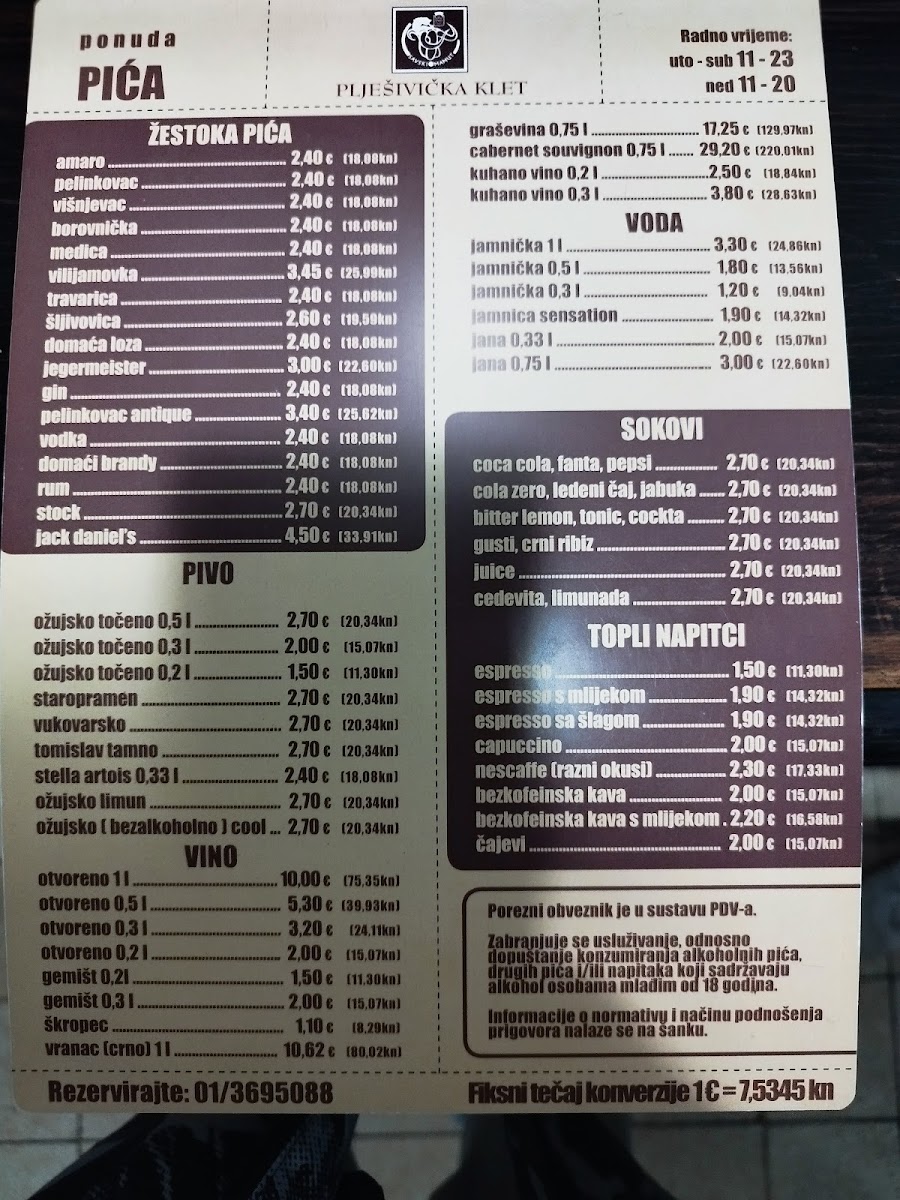 ponuda
PIĆA
PLJEŠIVIČKA KLET
Radno vrijeme:
uto - sub 11 - 23
ned 11 - 20
ŽESTOKA PIĆA
amaro 2,40 € (18,08kn)
pelinkovac 2,40 € (18,08kn)
višnjevac 2,40 € (18,08kn)
borovnička 2,40 € (18,08kn)
medica 2,40 € (18,08kn)
vilijamovka 3,45 € (25,99kn)
travarica 2,40 € (18,08kn)
šljivovica 2,60 € (19,59kn)
domaća loza 2,40 € (18,08kn)
jegermeister 3,00 € (22,60kn)
gin 2,40 € (18,08kn)
pelinkovac antique 3,40 € (25,62kn)
vodka 2,40 € (18,08kn)
domaći brandy 2,40 € (18,08kn)
rum 2,40 € (18,08kn)
stock 2,70 € (20,34kn)
jack daniel's 4,50 € (33,91kn)
PIVO
ožujsko točeno 0,5 l 2,70 € (20,34kn)
ožujsko točeno 0,3 l 2,00 € (15,07kn)
ožujsko točeno 0,2 l 1,50 € (11,30kn)
staropramen 2,70 € (20,34kn)
vukovarsko 2,70 € (20,34kn)
tomislav tamno 2,70 € (20,34kn)
stella artois 0,33 l 2,40 € (18,08kn)
ožujsko limun 2,70 € (20,34kn)
ožujsko ( bezalkoholno ) cool ... 2,70 € (20,34kn)
VINO
otvoreno 1 l 10,00 € (75,35kn)
otvoreno 0,5 l 5,30 € (39,93kn)
otvoreno 0,3 l 3,20 € (24,11kn)
otvoreno 0,2 l 2,00 € (15,07kn)
gemišt 0,2l 1,50 € (11,30kn)
gemišt 0,3 l 2,00 € (15,07kn)
škropec 1,10 € (8,29kn)
vranac (crno) 1 l 10,62 € (80,02kn)
graševina 0,75 l 17,25 € (129,97kn)
cabernet souvignon 0,75 l 29,20 € (220,01kn)
kuhano vino 0,2 l 2,50 € (18,84kn)
kuhano vino 0,3 l 3,80 € (28,63kn)
VODA
jamnička 1 l 3,30 € (24,86kn)
jamnička 0,5 l 1,80 € (13,56kn)
jamnička 0,3 l 1,20 € (9,04kn)
jamnica sensation 1,90 € (14,32kn)
jana 0,33 l 2,00 € (15,07kn)
jana 0,75 l 3,00 € (22,60kn)
SOKOVI
coca cola, fanta, pepsi 2,70 € (20,34kn)
cola zero, ledeni čaj, jabuka 2,70 € (20,34kn)
bitter lemon, tonic, cockta 2,70 € (20,34kn)
gusti, crni ribiz 2,70 € (20,34kn)
juice 2,70 € (20,34kn)
cedevita, limunada 2,70 € (20,34kn)
TOPLI NAPITCI
espresso 1,50 € (11,30kn)
espresso s mlijekom 1,90 € (14,32kn)
espresso sa šlagom 1,90 € (14,32kn)
capuccino 2,00 € (15,07kn)
nescaffe (razni okusi) 2,30 € (17,33kn)
bezkofeinska kava 2,00 € (15,07kn)
bezkofeinska kava s mlijekom . 2,20 € (16,58kn)
čajevi 2,00 € (15,07kn)
Porezni obveznik je u sustavu PDV-a.
Zabranjuje se usluživanje, odnosno
dopuštanje konzumiranja alkoholnih pića,
drugih pića i/ili napitaka koji sadržavaju
alkohol osobama mlađim od 18 godina.
Informacije o normativu i načinu podnošenja
prigovora nalaze se na šanku.
Rezervirajte: 01/3695088
Fiksni tečaj konverzije 1 € = 7,5345 kn